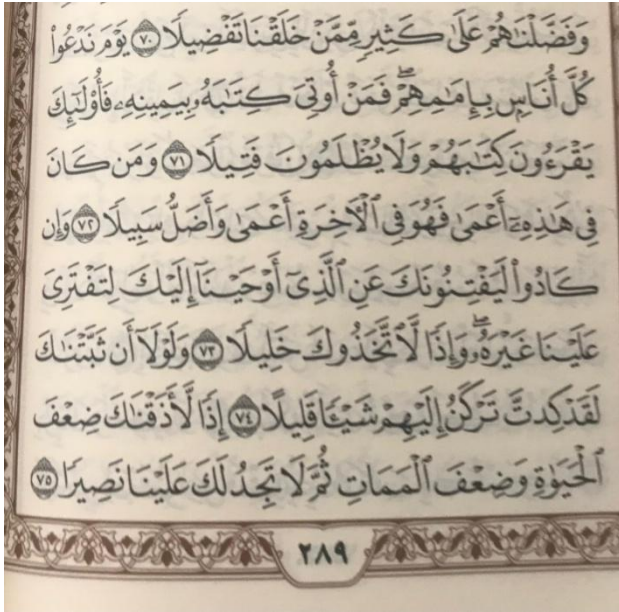 وَفَضَّلْنَٰهُمْ عَلَىٰ كَثِيرٍ مِّمَّنْ خَلَقْنَا تَفْضِيلًا ٧٠ يَوْمَ نَدْعُوا۟
كُلَّ أُنَاسٍۭ بِإِمَٰمِهِمْ ۖ فَمَنْ أُوتِىَ كِتَٰبَهُۥ بِيَمِينِهِۦ فَأُو۟لَٰٓئِكَ
يَقْرَءُونَ كِتَٰبَهُمْ وَلَا يُظْلَمُونَ فَتِيلًا ٧١ وَمَن كَانَ
فِى هَٰذِهِۦٓ أَعْمَىٰ فَهُوَ فِى ٱلْءَاخِرَةِ أَعْمَىٰ وَأَضَلُّ سَبِيلًا ٧٢ وَإِن
كَادُوا۟ لَيَفْتِنُونَكَ عَنِ ٱلَّذِىٓ أَوْحَيْنَآ إِلَيْكَ لِتَفْتَرِىَ
عَلَيْنَا غَيْرَهُۥ ۖ وَإِذًا لَّٱتَّخَذُوكَ خَلِيلًا ٧٣ وَلَوْلَآ أَن ثَبَّتْنَٰكَ
لَقَدْ كِدتَّ تَرْكَنُ إِلَيْهِمْ شَيْـًٔا قَلِيلًا ٧٤ إِذًا لَّأَذَقْنَٰكَ ضِعْفَ
ٱلْحَيَوٰةِ وَضِعْفَ ٱلْمَمَاتِ ثُمَّ لَا تَجِدُ لَكَ عَلَيْنَا نَصِيرًا ٧٥
٢٨٩